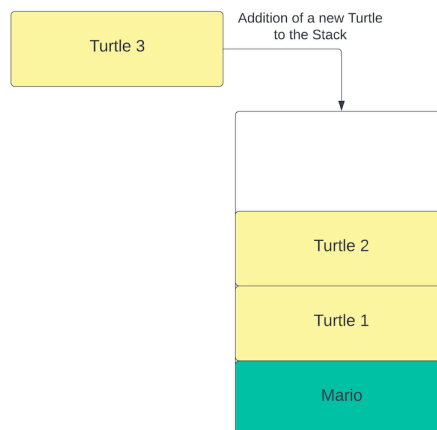 Turtle 3
Addition of a new Turtle
to the Stack
Turtle 2
Turtle 1
Mario